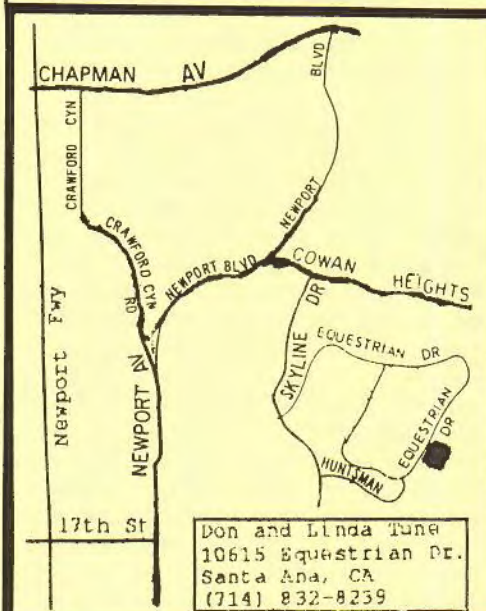 CHAPMAN AV
BLVD
CRAWFORD CYN
CRAWFORD CYN RD
NEWPORT
NEWPORT BLVD
COWAN HEIGHTS
Newport Fwy
NEWPORT AV
SKYLINE DR
EQUESTRIAN DR
EQUESTRIAN DR
HUNTSMAN
17th St
Don and Linda Tune
10615 Equestrian Dr.
Santa Ana, CA
(714) 832-8239